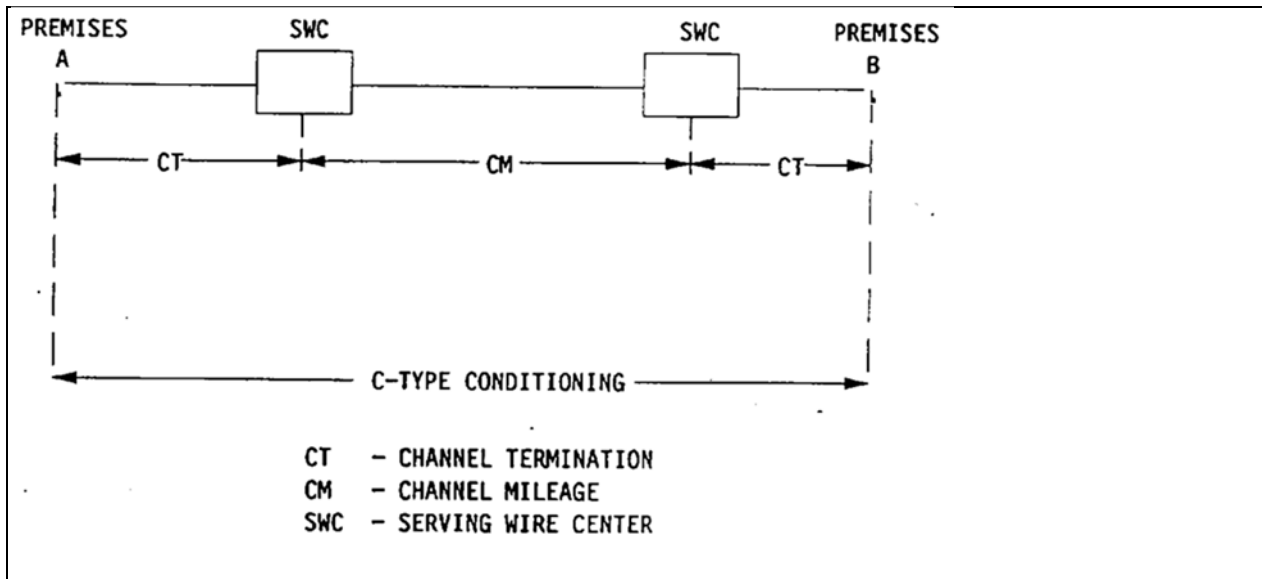 PREMISES SWC SWC PREMISES
A B
CT CM CT
C-TYPE CONDITIONING
CT - CHANNEL TERMINATION
CM - CHANNEL MILEAGE
SWC - SERVING WIRE CENTER